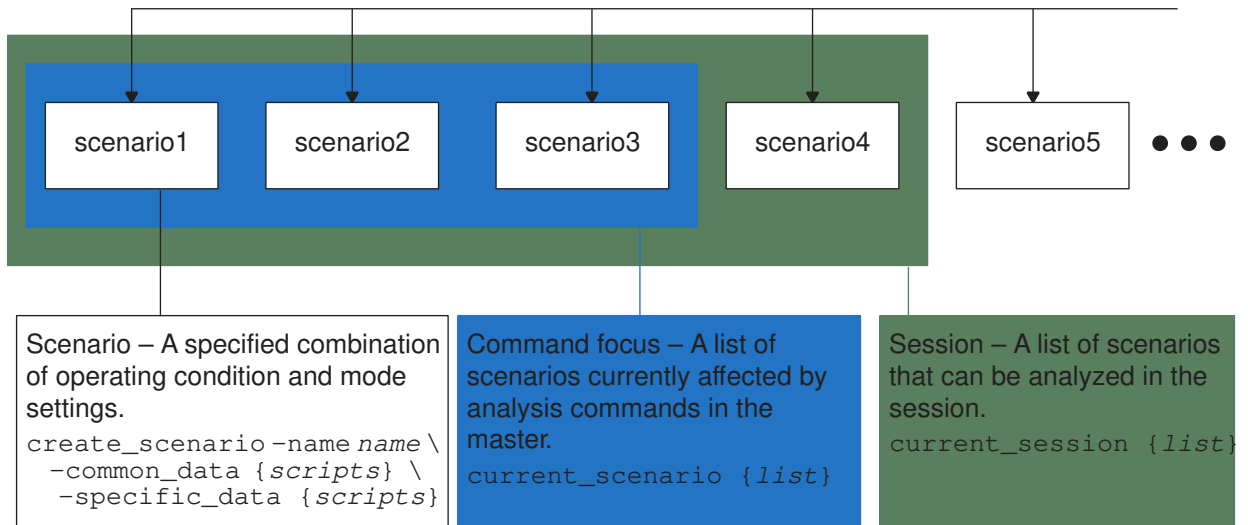 scenario1
scenario2
scenario3
scenario4
scenario5
Scenario – A specified combination
of operating condition and mode
settings.
create_scenario –name name \
–common_data {scripts} \
–specific_data {scripts}
Command focus – A list of
scenarios currently affected by
analysis commands in the
master.
current_scenario {list}
Session – A list of scenarios
that can be analyzed in the
session.
current_session {list}